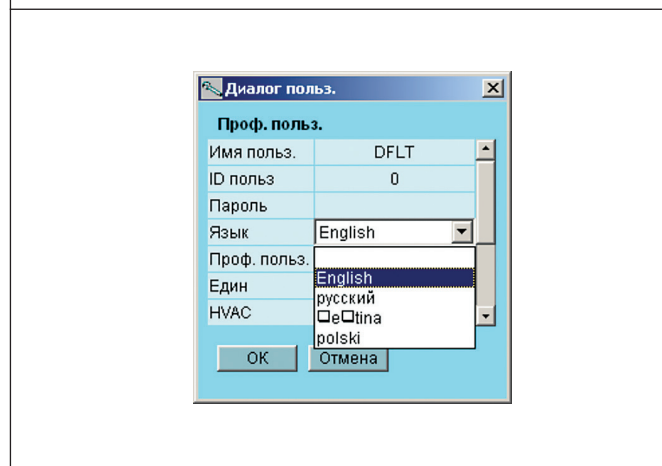 Диалог польз.
Проф. польз.
Имя польз. DFLT
ID польз 0
Пароль
Язык English
Проф. польз.
English
Един
русский
HVAC
□e□tina
polski
OK Отмена